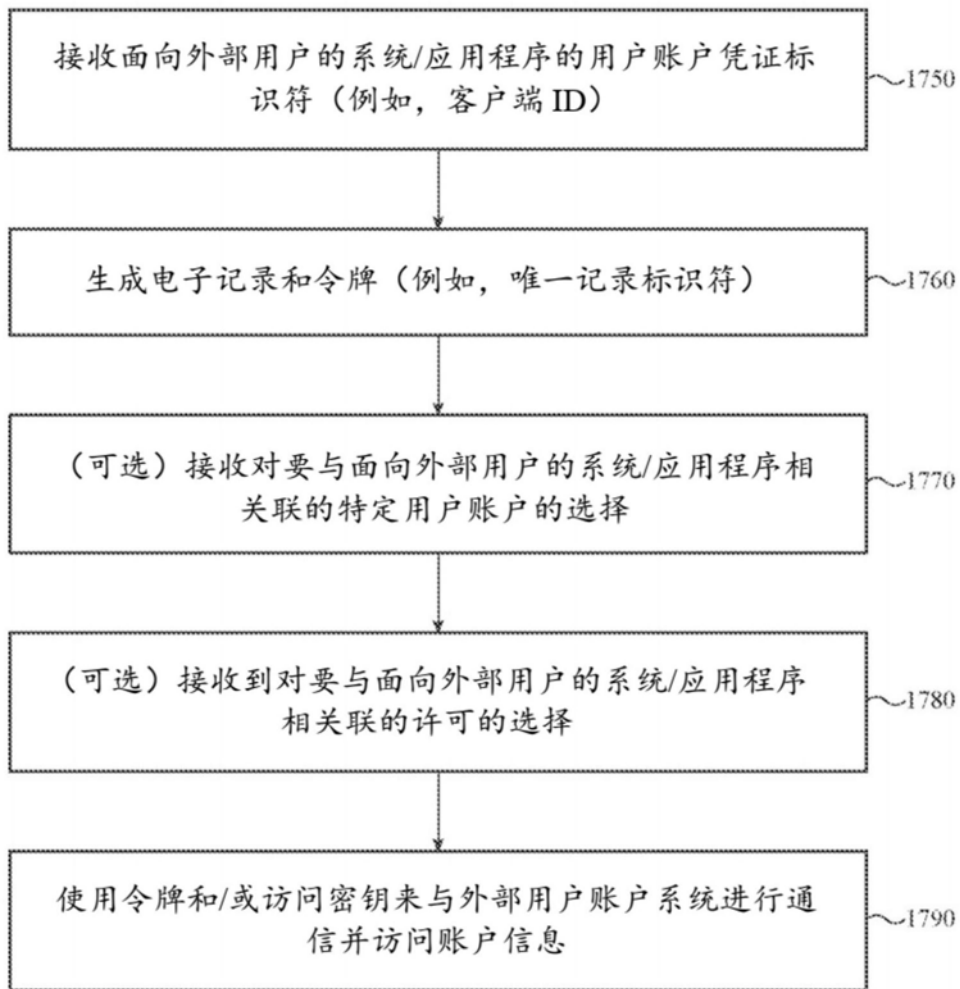 接收面向外部用户的系统/应用程序的用户账户凭证标
识符（例如，客户端 ID）
1750
生成电子记录和令牌（例如，唯一记录标识符）
1760
（可选）接收对要与面向外部用户的系统/应用程序相
关联的特定用户账户的选择
1770
（可选）接收到对要与面向外部用户的系统/应用程序
相关联的许可的选择
1780
使用令牌和/或访问密钥来与外部用户账户系统进行通
信并访问账户信息
1790